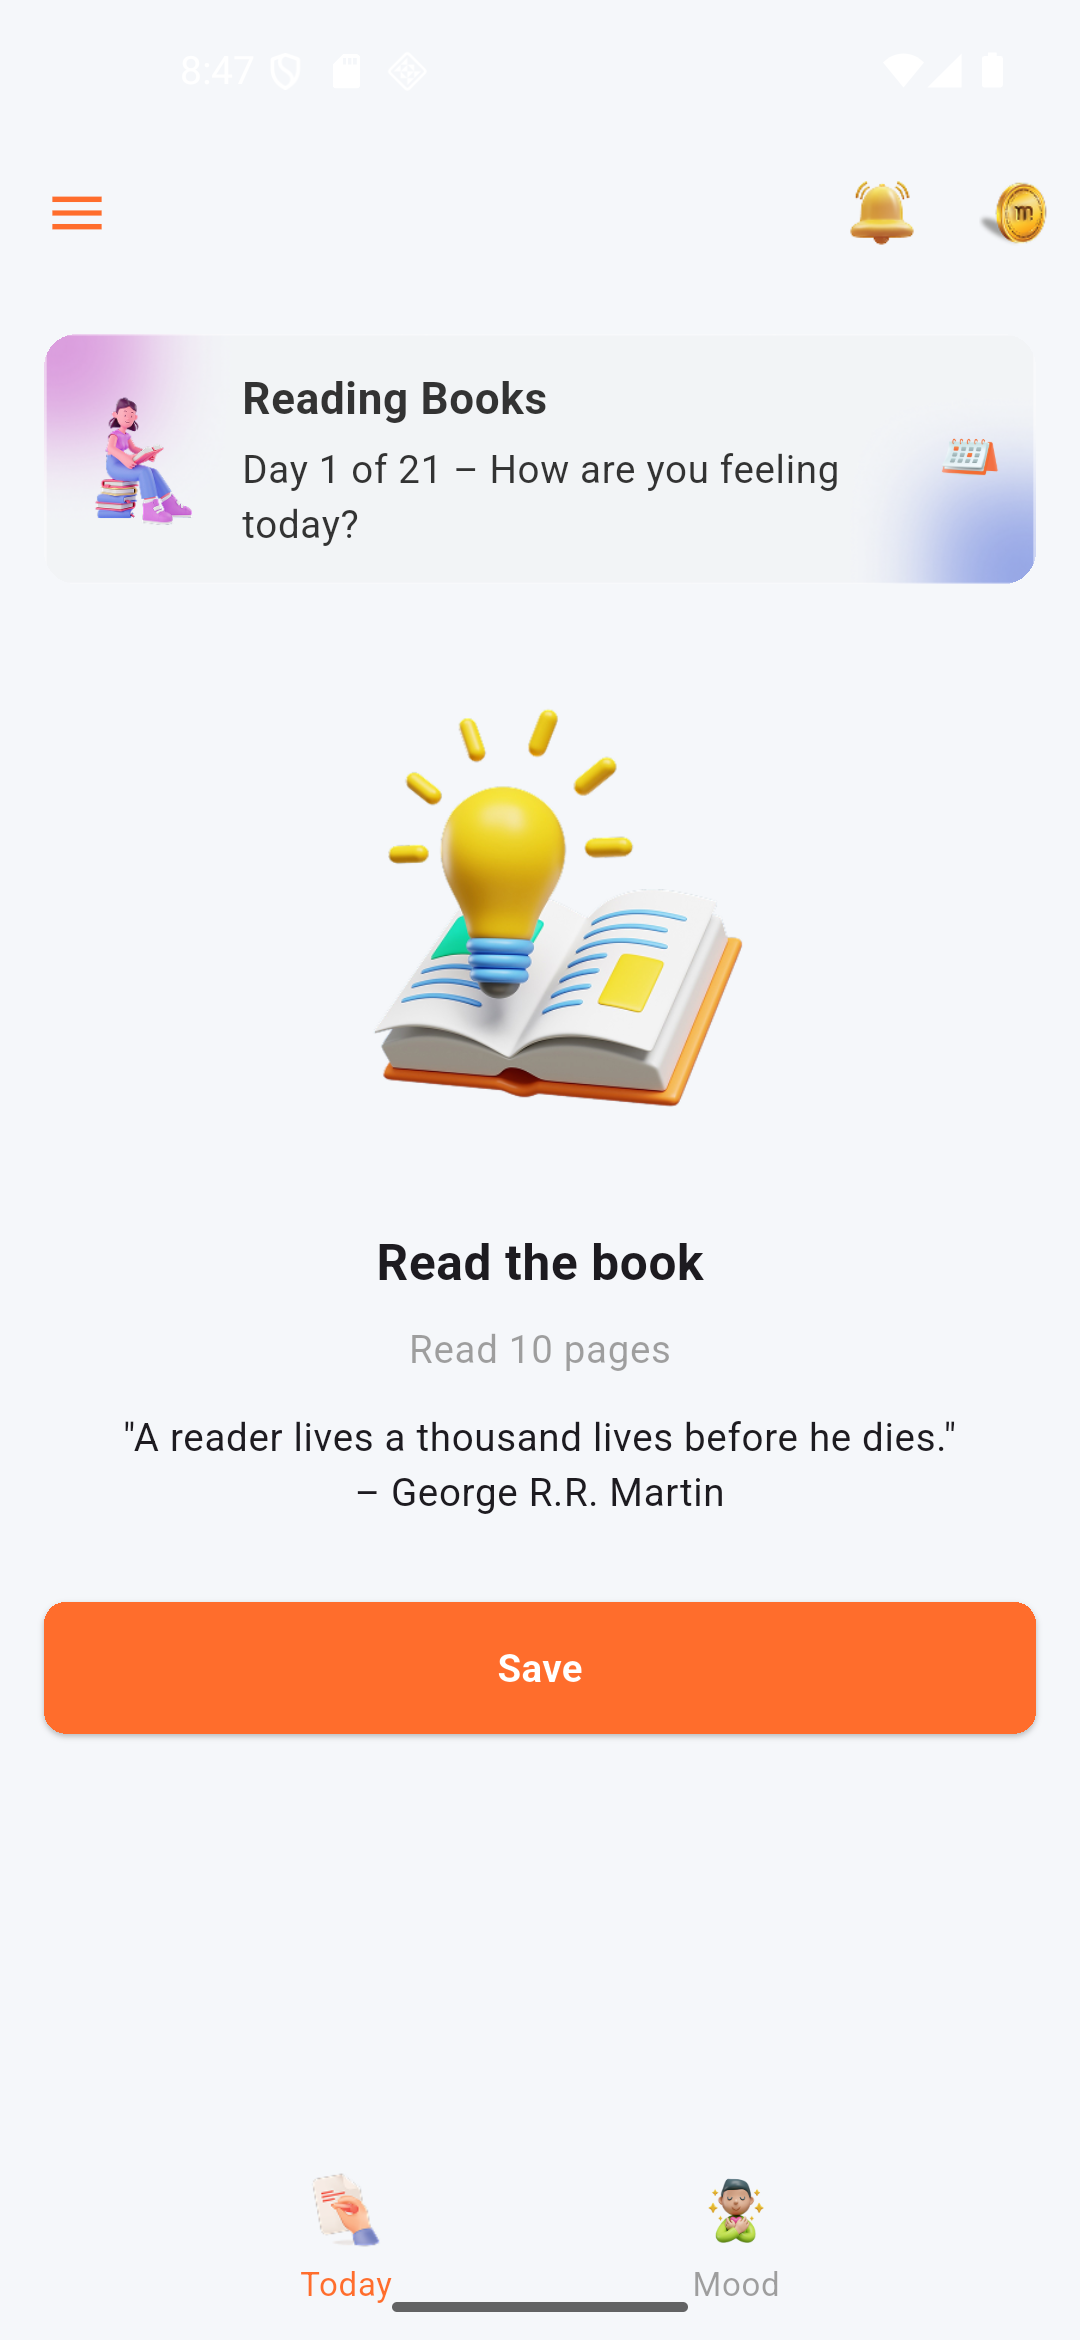 8:47
m
Reading Books
Day 1 of 21 – How are you feeling
today?
Read the book
Read 10 pages
"A reader lives a thousand lives before he dies."
– George R.R. Martin
Save
Today
Mood